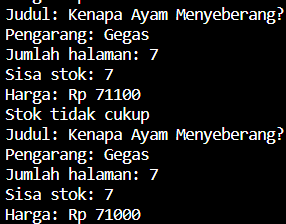 Judul: Kenapa Ayam Menyeberang?
Pengarang: Gegas
Jumlah halaman: 7
Sisa stok: 7
Harga: Rp 71100
Stok tidak cukup
Judul: Kenapa Ayam Menyeberang?
Pengarang: Gegas
Jumlah halaman: 7
Sisa stok: 7
Harga: Rp 71000